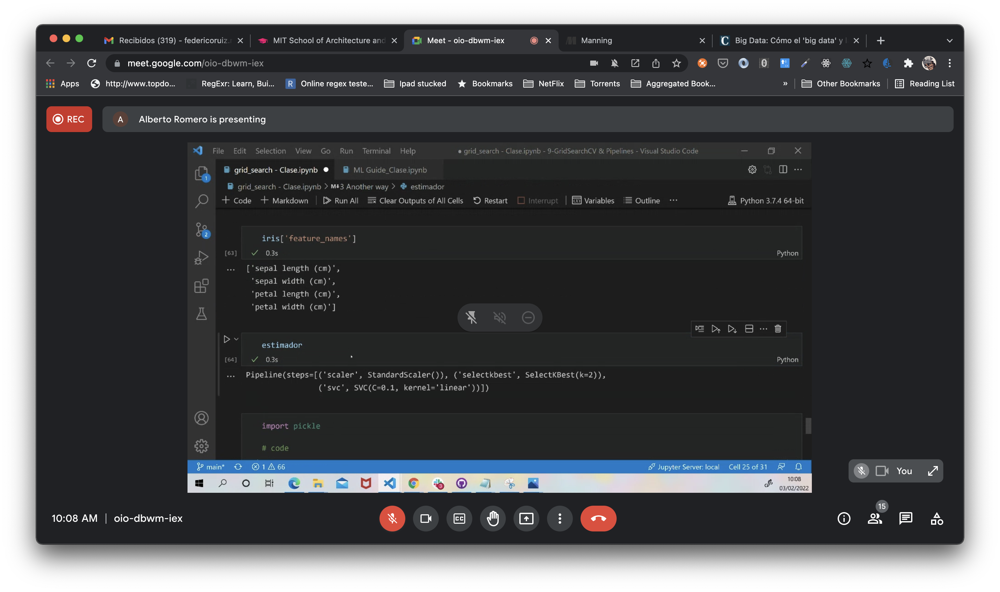 Recibidos (319) - federicoruiz.
MIT School of Architecture and
Meet - oio-dbwm-iex
Manning
Big Data: Cómo el 'big data' y
meet.google.com/oio-dbwm-iex
Apps
http://www.topdo...
RegExr: Learn, Bui...
R Online regex teste...
Ipad stucked
Bookmarks
NetFlix
Torrents
Aggregated Book...
»
Other Bookmarks
Reading List
REC
A Alberto Romero is presenting
File Edit Selection View Go Run Terminal Help
● grid_search - Clase.ipynb - 9-GridSearchCV & Pipelines - Visual Studio Code
grid_search - Clase.ipynb ●
ML Guide_Clase.ipynb
grid_search - Clase.ipynb > M↓3 Another way > estimador
+ Code + Markdown Run All Clear Outputs of All Cells Restart Interrupt Variables Outline ... Python 3.7.4 64-bit
1
2
iris['feature_names']
[63] ✓ 0.3s Python
... ['sepal length (cm)',
'sepal width (cm)',
'petal length (cm)',
'petal width (cm)']
estimador
[64] ✓ 0.3s Python
... Pipeline(steps=[('scaler', StandardScaler()), ('selectkbest', SelectKBest(k=2)),
('svc', SVC(C=0.1, kernel='linear'))])
import pickle
# code
main* 1 66 Jupyter Server: local Cell 25 of 31
3
10:08
03/02/2022
You
10:08 AM | oio-dbwm-iex
CC
15